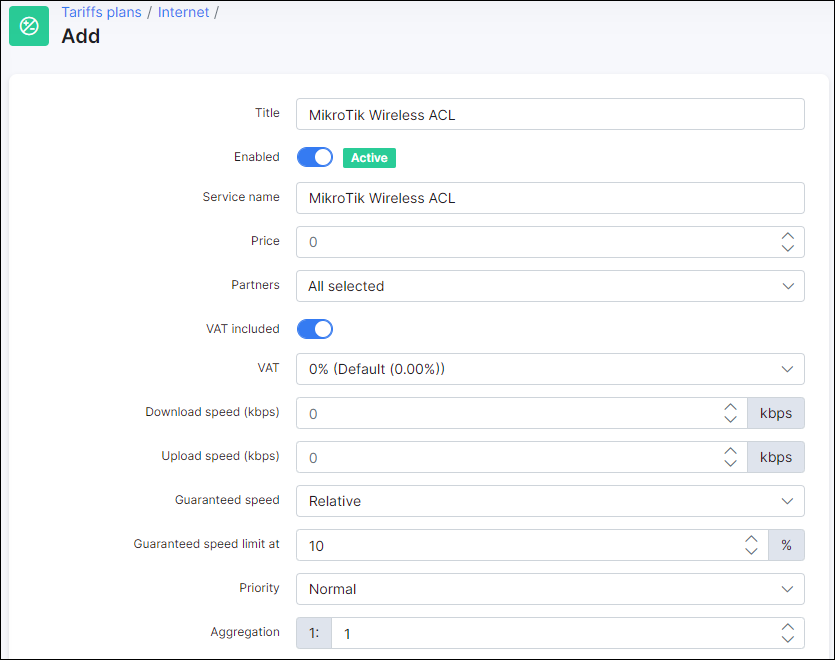 Tariffs plans / Internet /
Add
Title MikroTik Wireless ACL
Enabled Active
Service name MikroTik Wireless ACL
Price 0
Partners All selected
VAT included
VAT 0% (Default (0.00%))
Download speed (kbps) 0 kbps
Upload speed (kbps) 0 kbps
Guaranteed speed Relative
Guaranteed speed limit at 10 %
Priority Normal
Aggregation 1: 1